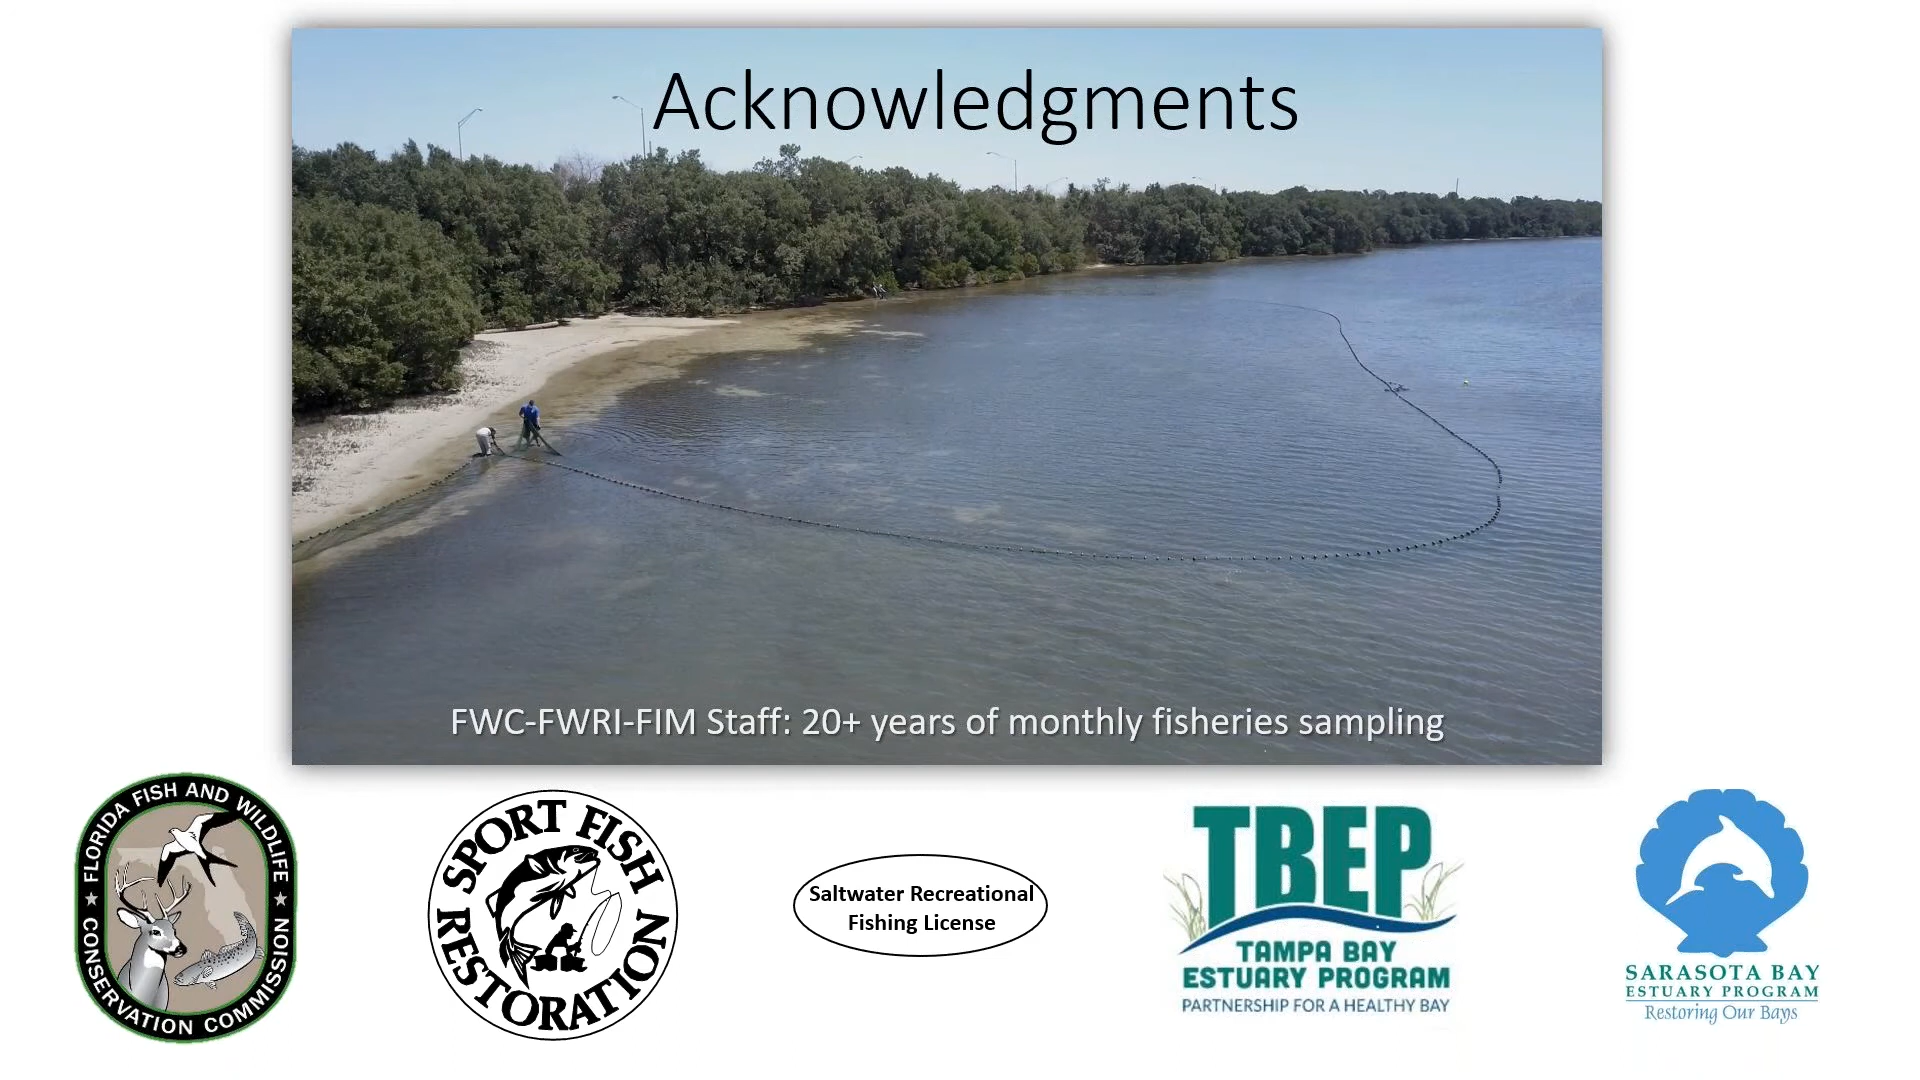 Acknowledgments
FWC-FWRI-FIM Staff: 20+ years of monthly fisheries sampling
FLORIDA FISH AND WILDLIFE
CONSERVATION COMMISSION
SPORT FISH
RESTORATION
Saltwater Recreational
Fishing License
TBEP
TAMPA BAY
ESTUARY PROGRAM
PARTNERSHIP FOR A HEALTHY BAY
SARASOTA BAY
ESTUARY PROGRAM
Restoring Our Bays